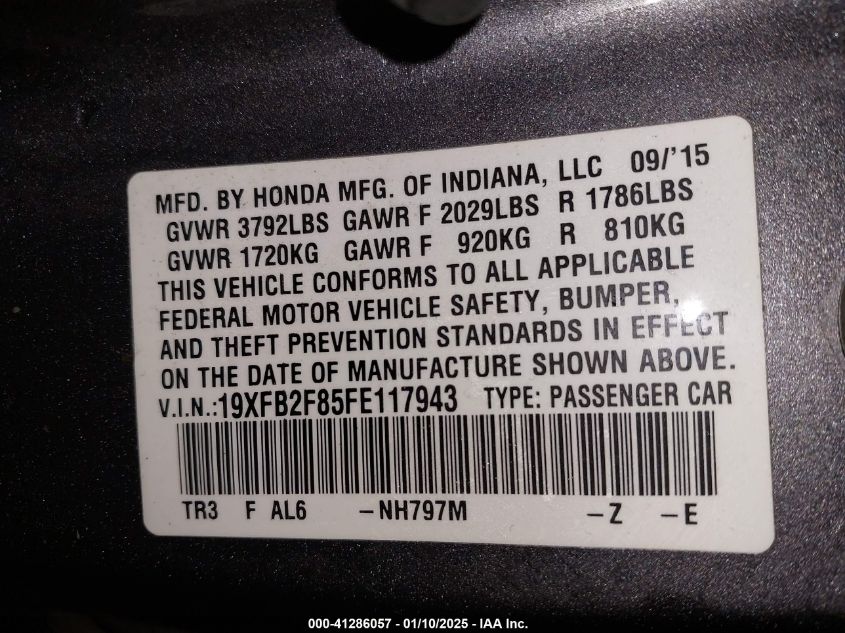 MFD. BY HONDA MFG. OF INDIANA, LLC 09/'15
GVWR 3792LBS GAWR F 2029LBS R 1786LBS
GVWR 1720KG GAWR F 920KG R 810KG
THIS VEHICLE CONFORMS TO ALL APPLICABLE
FEDERAL MOTOR VEHICLE SAFETY, BUMPER,
AND THEFT PREVENTION STANDARDS IN EFFECT
ON THE DATE OF MANUFACTURE SHOWN ABOVE.
V.I.N.:19XFB2F85FE117943 TYPE: PASSENGER CAR
TR3 F AL6 -NH797M -Z -E
000-41286057 - 01/10/2025 - IAA Inc.